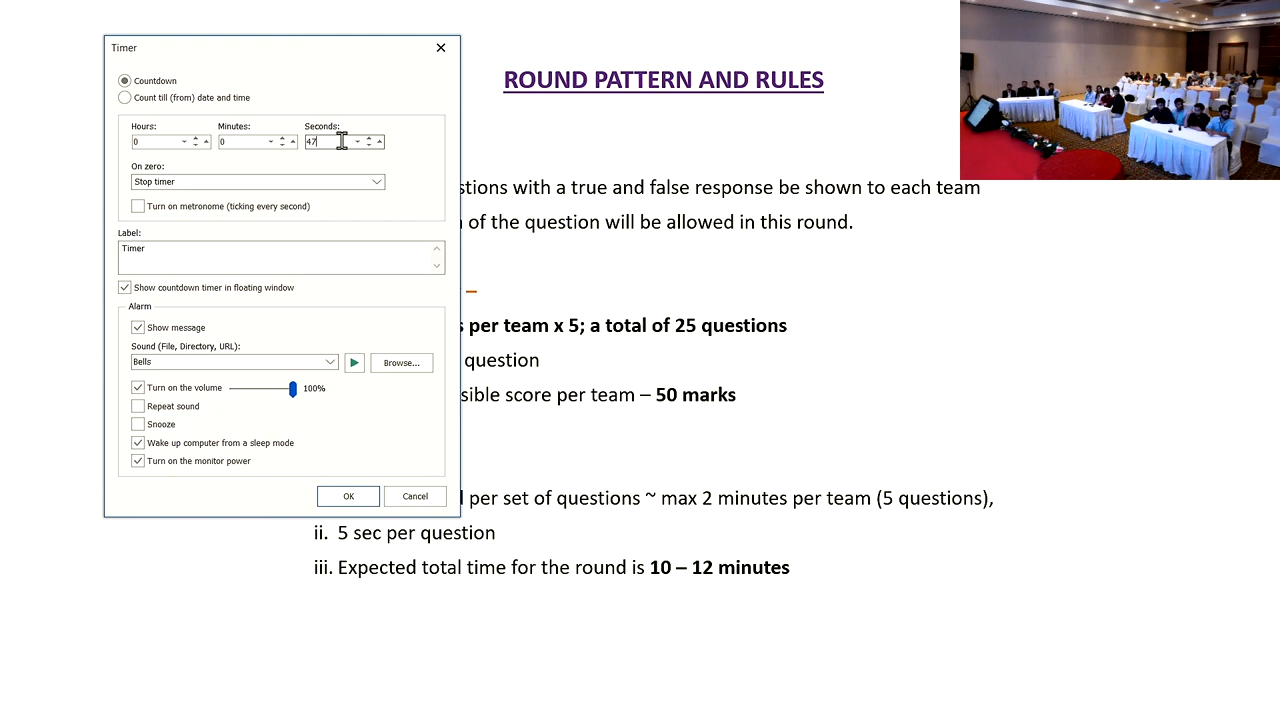 Timer
Countdown
Count till (from) date and time
Hours: Minutes: Seconds:
0 0 47
On zero:
Stop timer
Turn on metronome (ticking every second)
Label:
Timer
Show countdown timer in floating window
Alarm
Show message
Sound (File, Directory, URL):
Bells Browse...
Turn on the volume 100%
Repeat sound
Snooze
Wake up computer from a sleep mode
Turn on the monitor power
OK Cancel
ROUND PATTERN AND RULES
with a true and false response be shown to each team
of the question will be allowed in this round.
–
per team x 5; a total of 25 questions
question
score per team – 50 marks
per set of questions ~ max 2 minutes per team (5 questions),
ii. 5 sec per question
iii. Expected total time for the round is 10 – 12 minutes